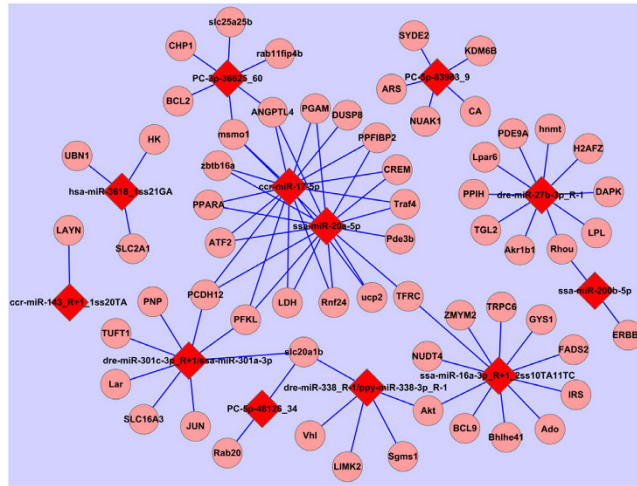 slc25a25b
SYDE2
CHP1
rab11fip4b
KDM6B
PC-3p-36625_60
PC-5p-83983_9
ARS
BCL2
ANGPTL4
PGAM
DUSP8
NUAK1
CA
PDE9A
hnmt
msmo1
PPFIBP2
H2AFZ
HK
Lpar6
UBN1
zbtb16a
CREM
hsa-miR-3618_1ss21GA
ccr-miR-17-5p
PPIH
dre-miR-27b-3p_R-1
DAPK
PPARA
Traf4
LAYN
ssa-miR-20a-5p
TGL2
LPL
SLC2A1
ATF2
Pde3b
Akr1b1
Rhou
ccr-miR-143_R+1_1ss20TA
PCDH12
LDH
Rnf24
ucp2
TFRC
ssa-miR-200b-5p
PNP
TRPC6
ZMYM2
GYS1
ERBB
TUFT1
PFKL
slc20a1b
NUDT4
FADS2
dre-miR-301c-3p_R+1/ssa-miR-301a-3p
ssa-miR-16a-3p_R+1_2ss10TA11TC
Lar
dre-miR-338_R+1/ppy-miR-338-3p_R-1
IRS
SLC16A3
PC-5p-48126_34
Akt
JUN
Vhl
BCL9
Ado
Bhlhe41
Rab20
LIMK2
Sgms1